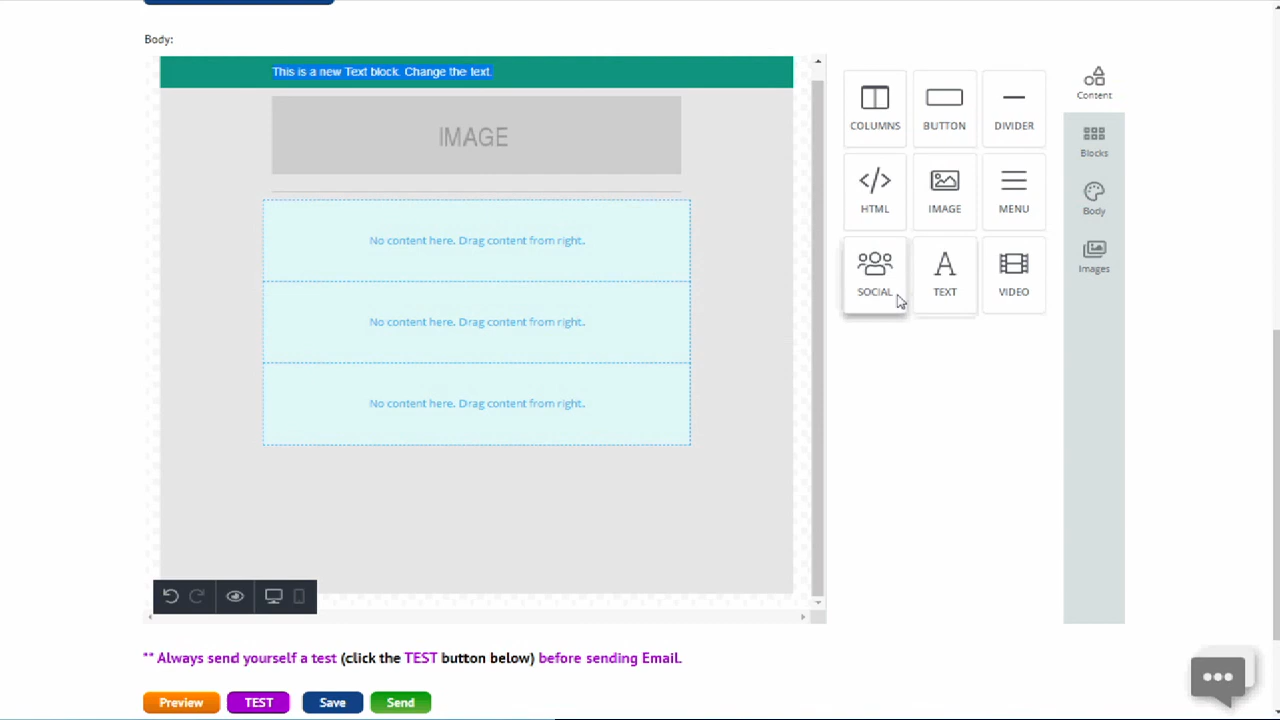 Body:
This is a new Text block. Change the text.
IMAGE
No content here. Drag content from right.
No content here. Drag content from right.
No content here. Drag content from right.
COLUMNS
BUTTON
DIVIDER
HTML
IMAGE
MENU
SOCIAL
TEXT
VIDEO
Content
Blocks
Body
Images
** Always send yourself a test (click the TEST button below) before sending Email.
Preview
TEST
Save
Send